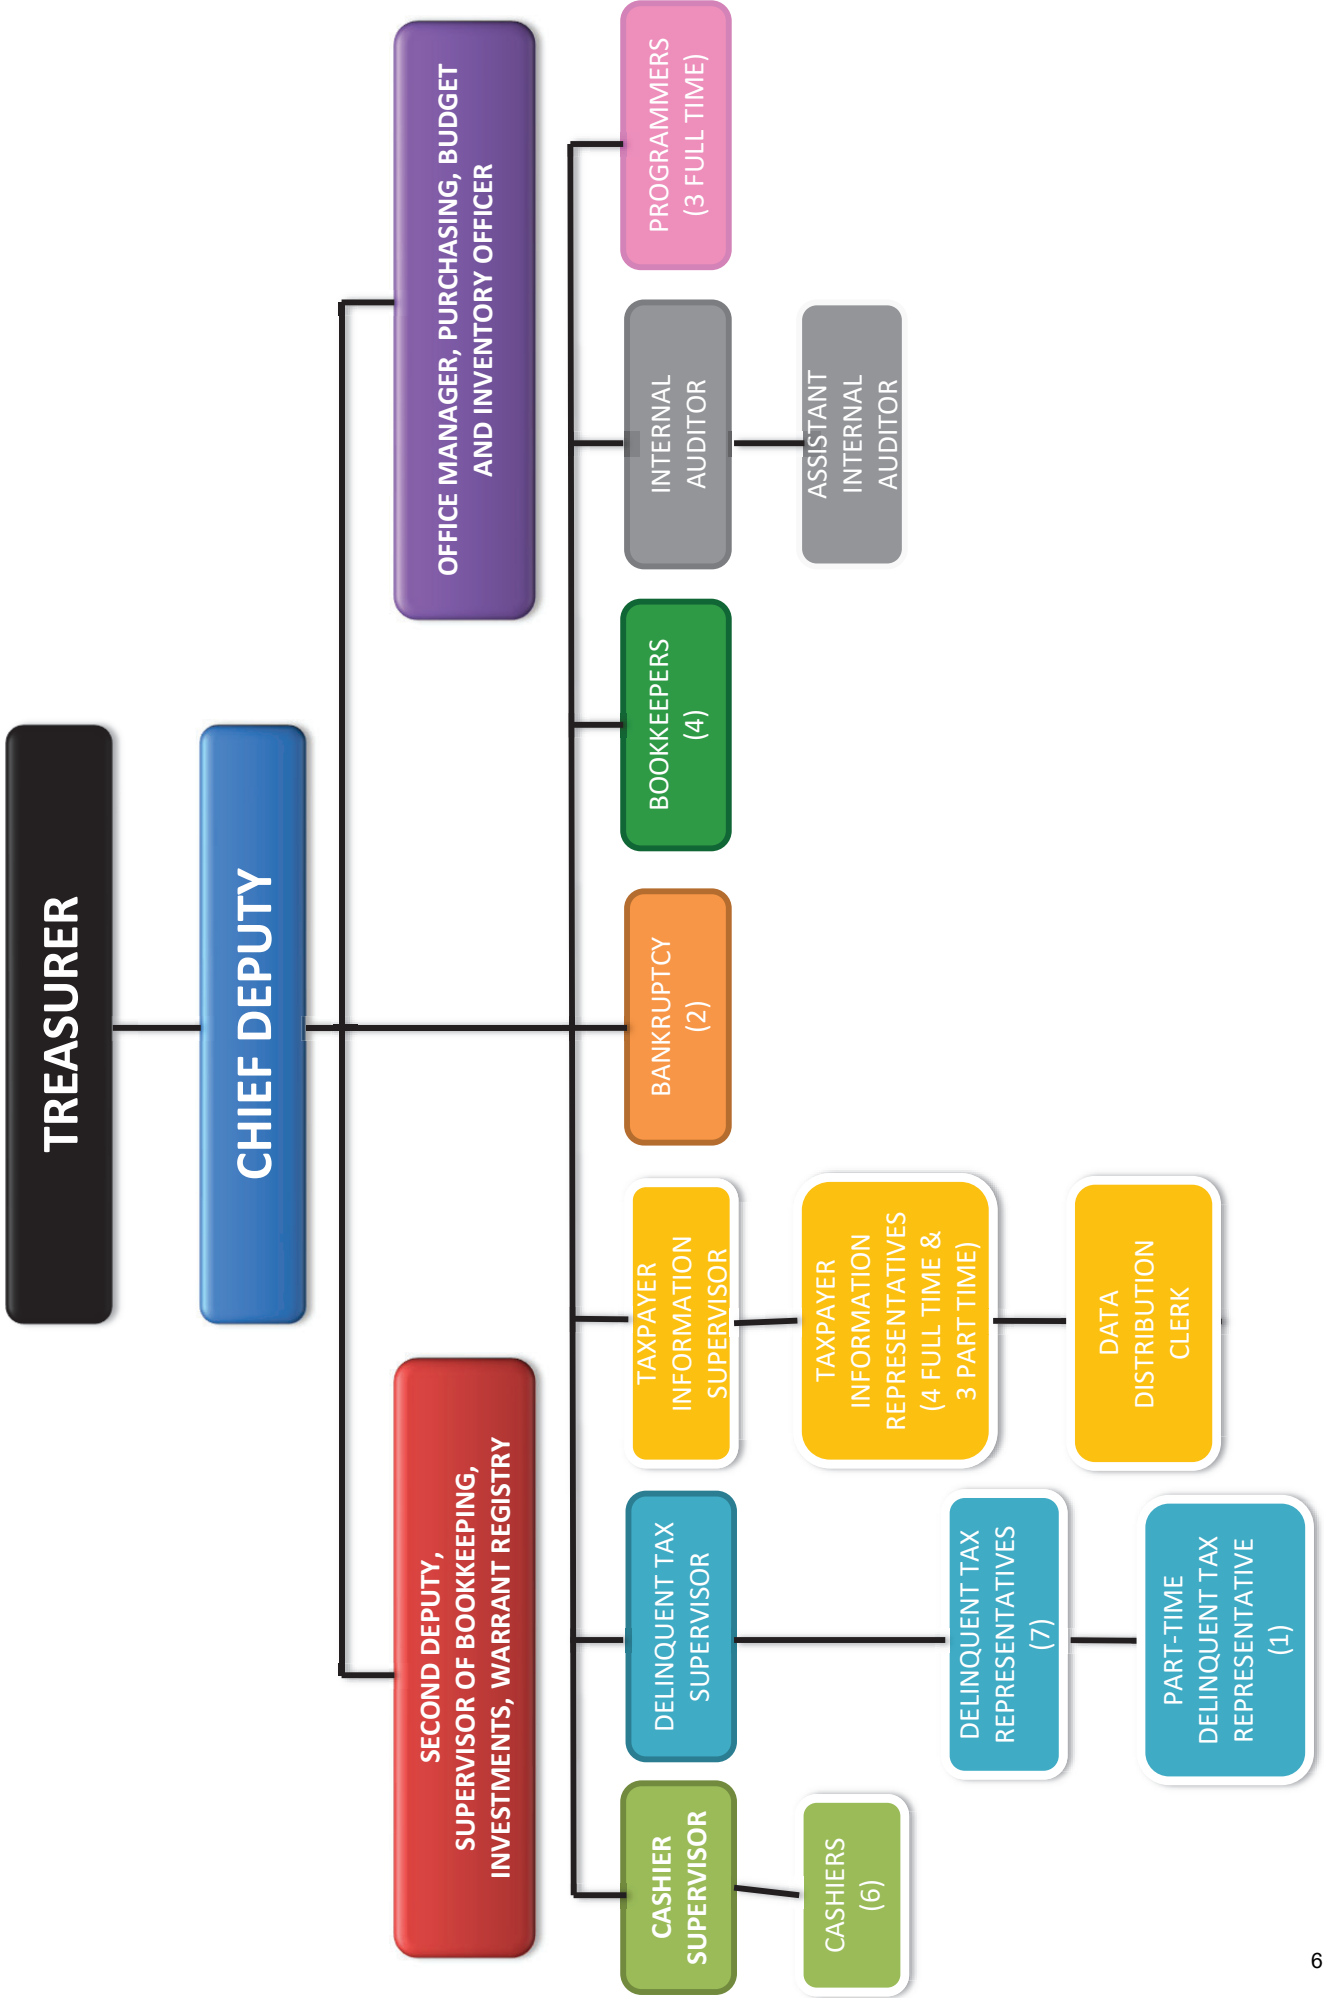 TREASURER
CHIEF DEPUTY
SECOND DEPUTY,
SUPERVISOR OF BOOKKEEPING,
INVESTMENTS, WARRANT REGISTRY
OFFICE MANAGER, PURCHASING, BUDGET
AND INVENTORY OFFICER
CASHIER
SUPERVISOR
DELINQUENT TAX
SUPERVISOR
TAXPAYER
INFORMATION
SUPERVISOR
BANKRUPTCY
(2)
BOOKKEEPERS
(4)
INTERNAL
AUDITOR
PROGRAMMERS
(3 FULL TIME)
CASHIERS
(6)
DELINQUENT TAX
REPRESENTATIVES
(7)
PART-TIME
DELINQUENT TAX
REPRESENTATIVE
(1)
TAXPAYER
INFORMATION
REPRESENTATIVES
(4 FULL TIME &
3 PART TIME)
DATA
DISTRIBUTION
CLERK
ASSISTANT
INTERNAL
AUDITOR
6